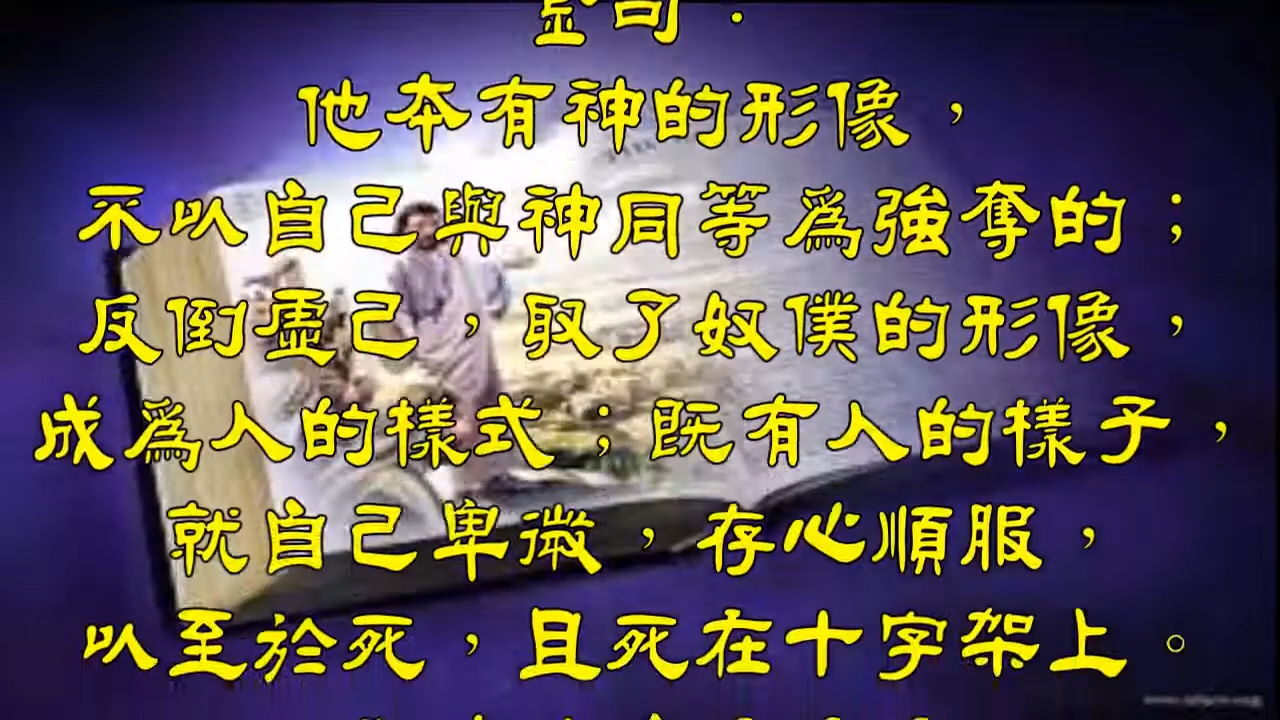 金句：
他本有神的形像，
不以自己與神同等爲強奪的；
反倒虛己，取了奴僕的形像，
成爲人的樣式；既有人的樣子，
就自己卑微，存心順服，
以至於死，且死在十字架上。